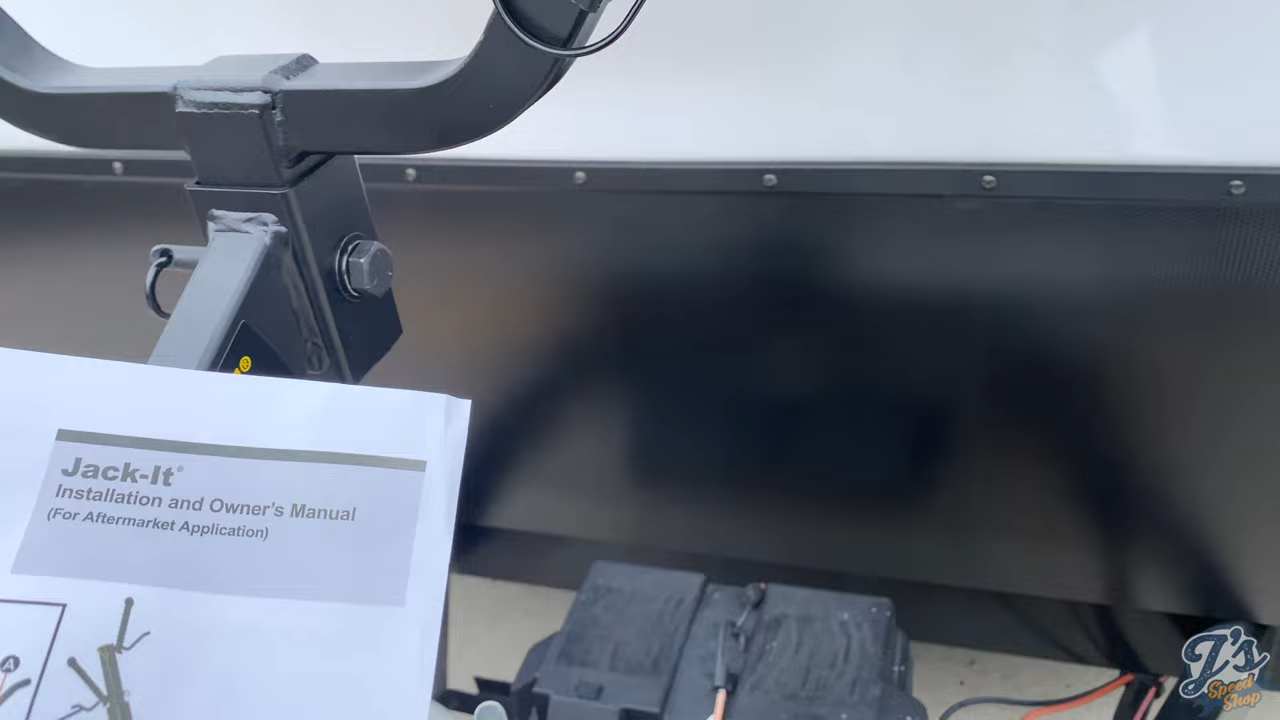 Jack-It®
Installation and Owner's Manual
(For Aftermarket Application)
A
J's
Speed
Shop